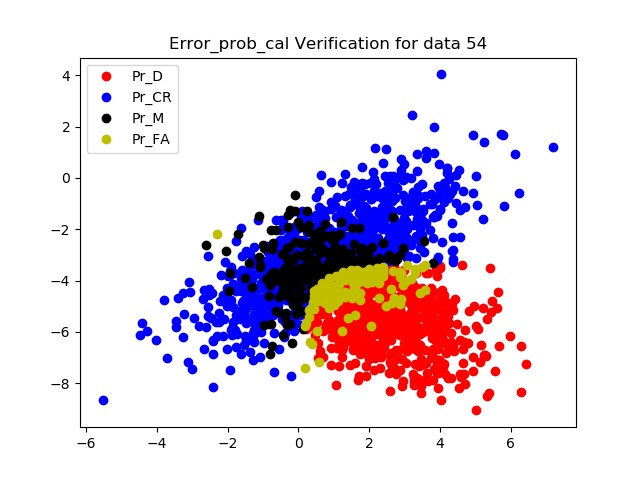 Error_prob_cal Verification for data 54
Pr_D
Pr_CR
Pr_M
Pr_FA
4
2
0
−2
−4
−6
−8
−6 −4 −2 0 2 4 6